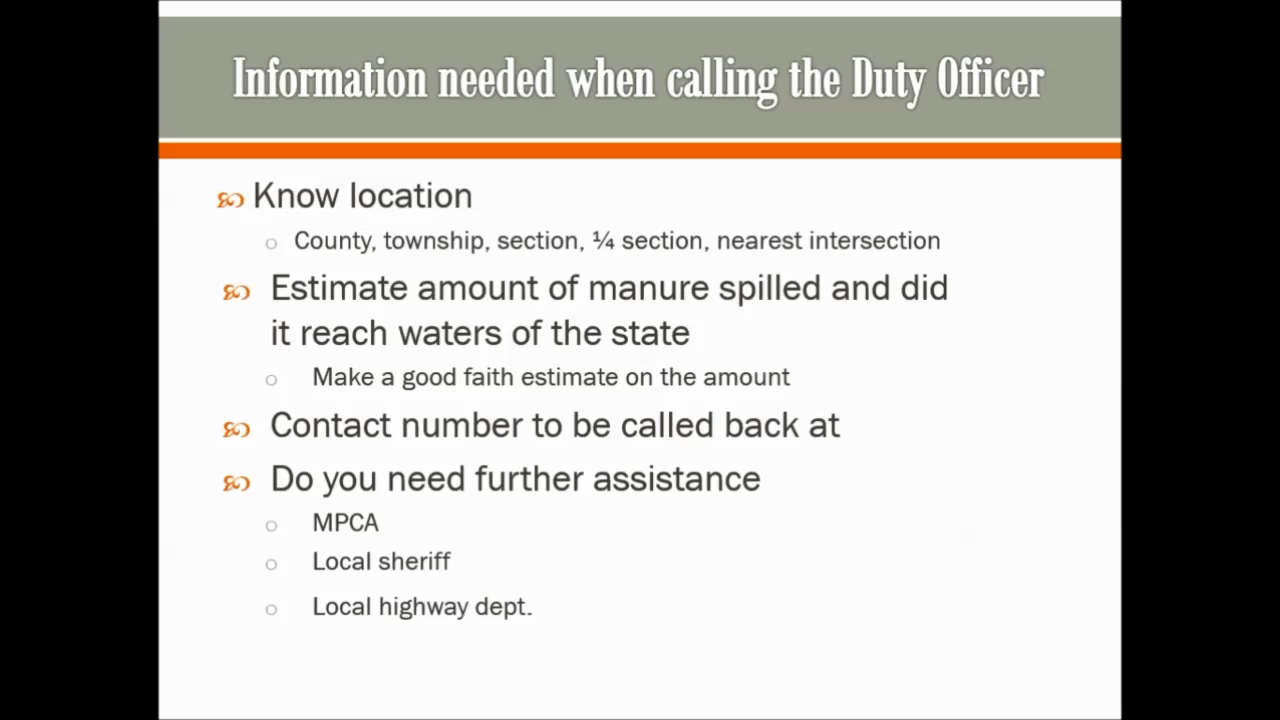 Information needed when calling the Duty Officer
Know location
County, township, section, ¼ section, nearest intersection
Estimate amount of manure spilled and did
it reach waters of the state
Make a good faith estimate on the amount
Contact number to be called back at
Do you need further assistance
MPCA
Local sheriff
Local highway dept.